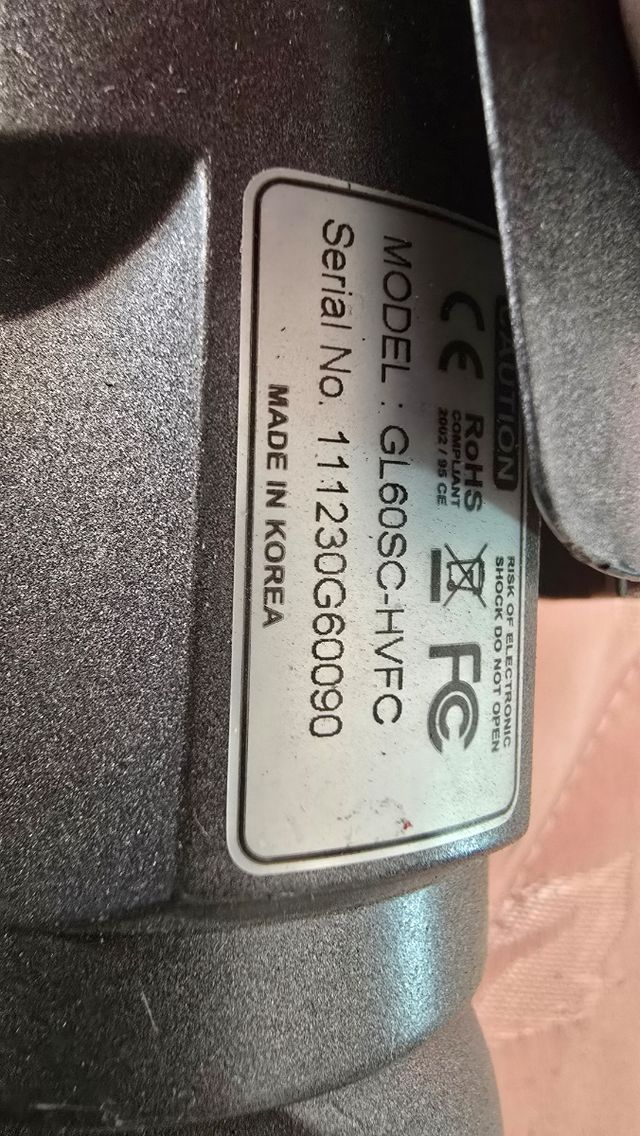 CAUTION
RISK OF ELECTRONIC
SHOCK DO NOT OPEN
CE RoHS
COMPLIANT
2002 / 95 CE
FC
MODEL : GL60SC-HVFC
Serial No. 111230G60090
MADE IN KOREA